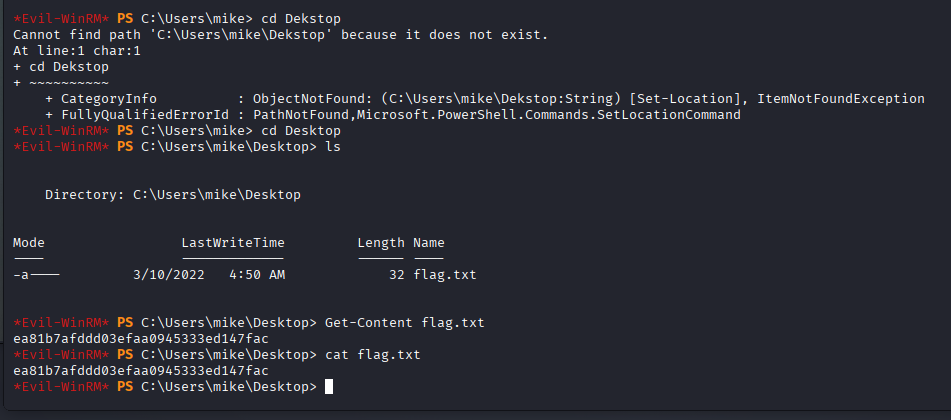 *Evil-WinRM* PS C:\Users\mike> cd Dekstop
Cannot find path 'C:\Users\mike\Dekstop' because it does not exist.
At line:1 char:1
+ cd Dekstop
+ ~~~~~~~~~~
    + CategoryInfo          : ObjectNotFound: (C:\Users\mike\Dekstop:String) [Set-Location], ItemNotFoundException
    + FullyQualifiedErrorId : PathNotFound,Microsoft.PowerShell.Commands.SetLocationCommand
*Evil-WinRM* PS C:\Users\mike> cd Desktop
*Evil-WinRM* PS C:\Users\mike\Desktop> ls
    Directory: C:\Users\mike\Desktop
Mode                 LastWriteTime         Length Name
----                 -------------         ------ ----
-a----         3/10/2022   4:50 AM             32 flag.txt
*Evil-WinRM* PS C:\Users\mike\Desktop> Get-Content flag.txt
ea81b7afddd03efaa0945333ed147fac
*Evil-WinRM* PS C:\Users\mike\Desktop> cat flag.txt
ea81b7afddd03efaa0945333ed147fac
*Evil-WinRM* PS C:\Users\mike\Desktop>